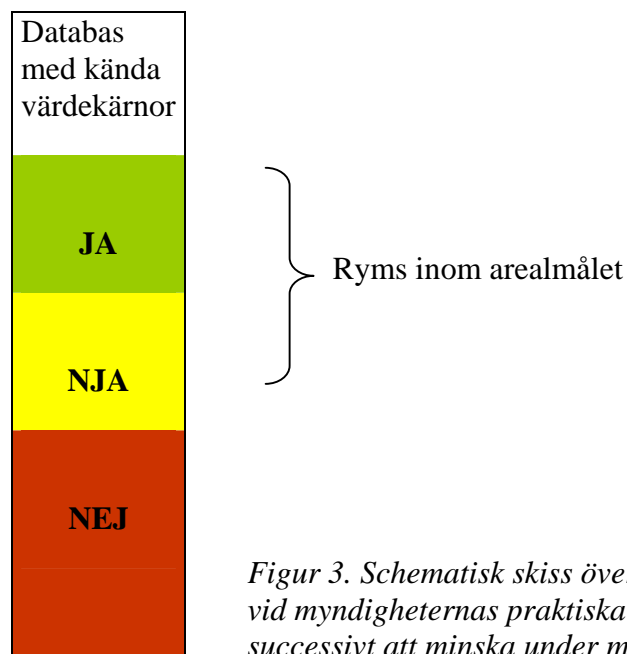 Databas
med kända
värdekärnor
JA
Ryms inom arealmålet
NJA
NEJ
Figur 3. Schematisk skiss öve
vid myndigheternas praktiska
successivt att minska under m